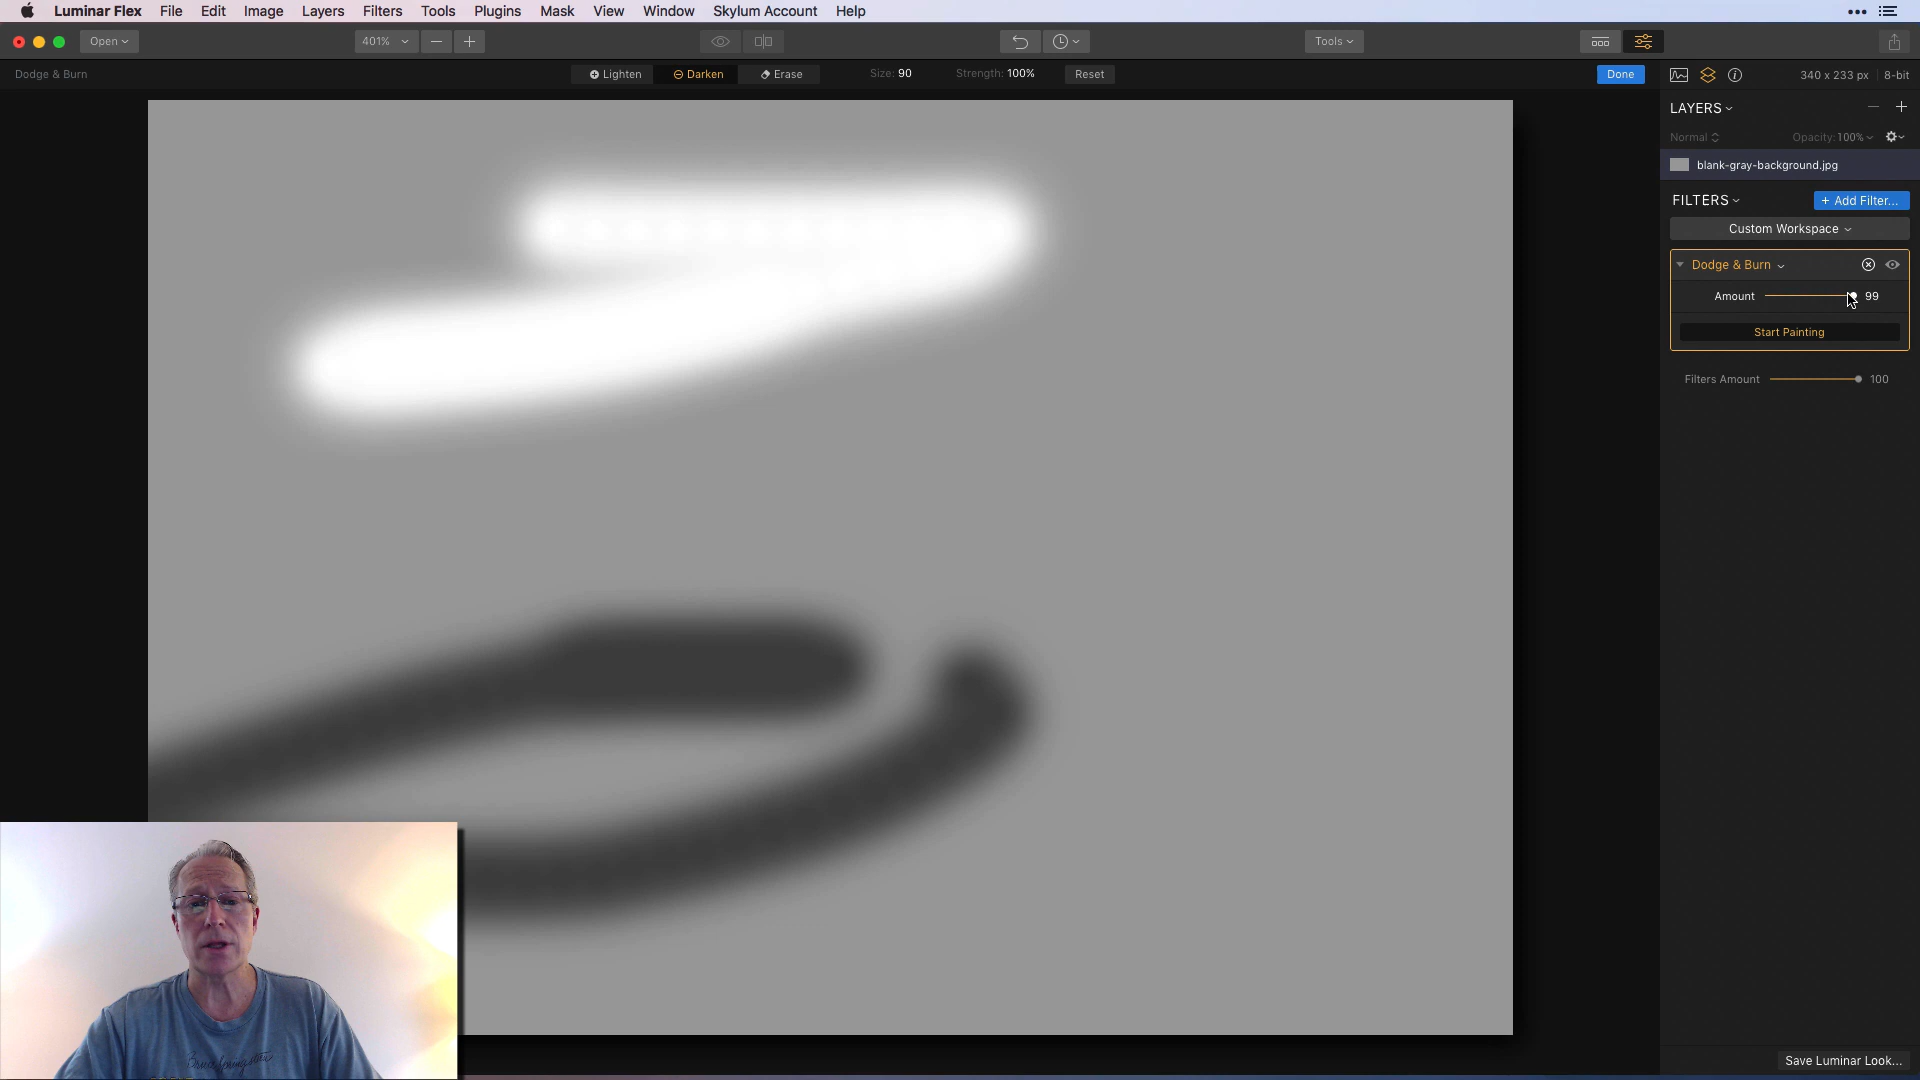 Luminar Flex File Edit Image Layers Filters Tools Plugins Mask View Window Skylum Account Help
Open 401% Tools
Dodge & Burn Lighten Darken Erase Size: 90 Strength: 100% Reset Done 340 x 233 px 8-bit
LAYERS
Normal Opacity: 100%
blank-gray-background.jpg
FILTERS + Add Filter...
Custom Workspace
Dodge & Burn
Amount 99
Start Painting
Filters Amount 100
Save Luminar Look...